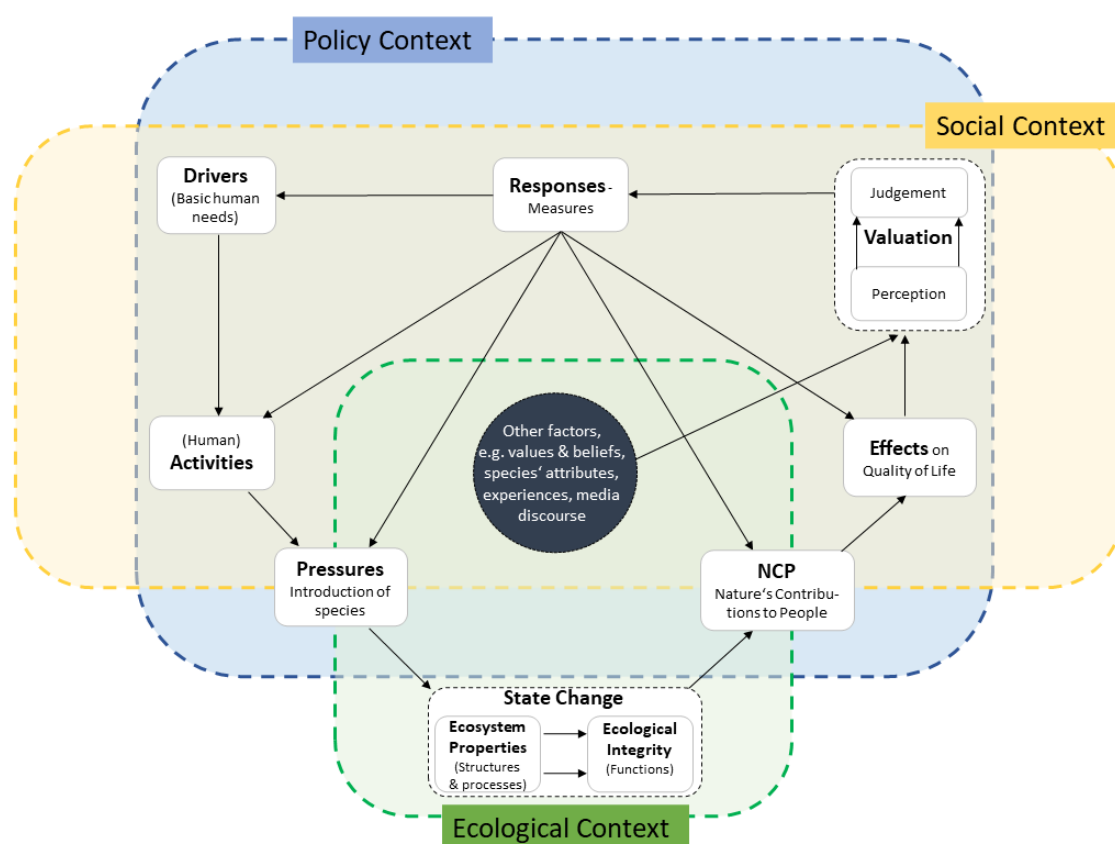 Policy Context
Social Context
Drivers
(Basic human
needs)
Responses -
Measures
Judgement
Valuation
Perception
(Human)
Activities
Other factors,
e.g. values & beliefs,
species‘ attributes,
experiences, media
discourse
Effects on
Quality of Life
Pressures
Introduction of
species
NCP
Nature‘s Contribu-
tions to People
State Change
Ecosystem
Properties
(Structures
& processes)
Ecological
Integrity
(Functions)
Ecological Context